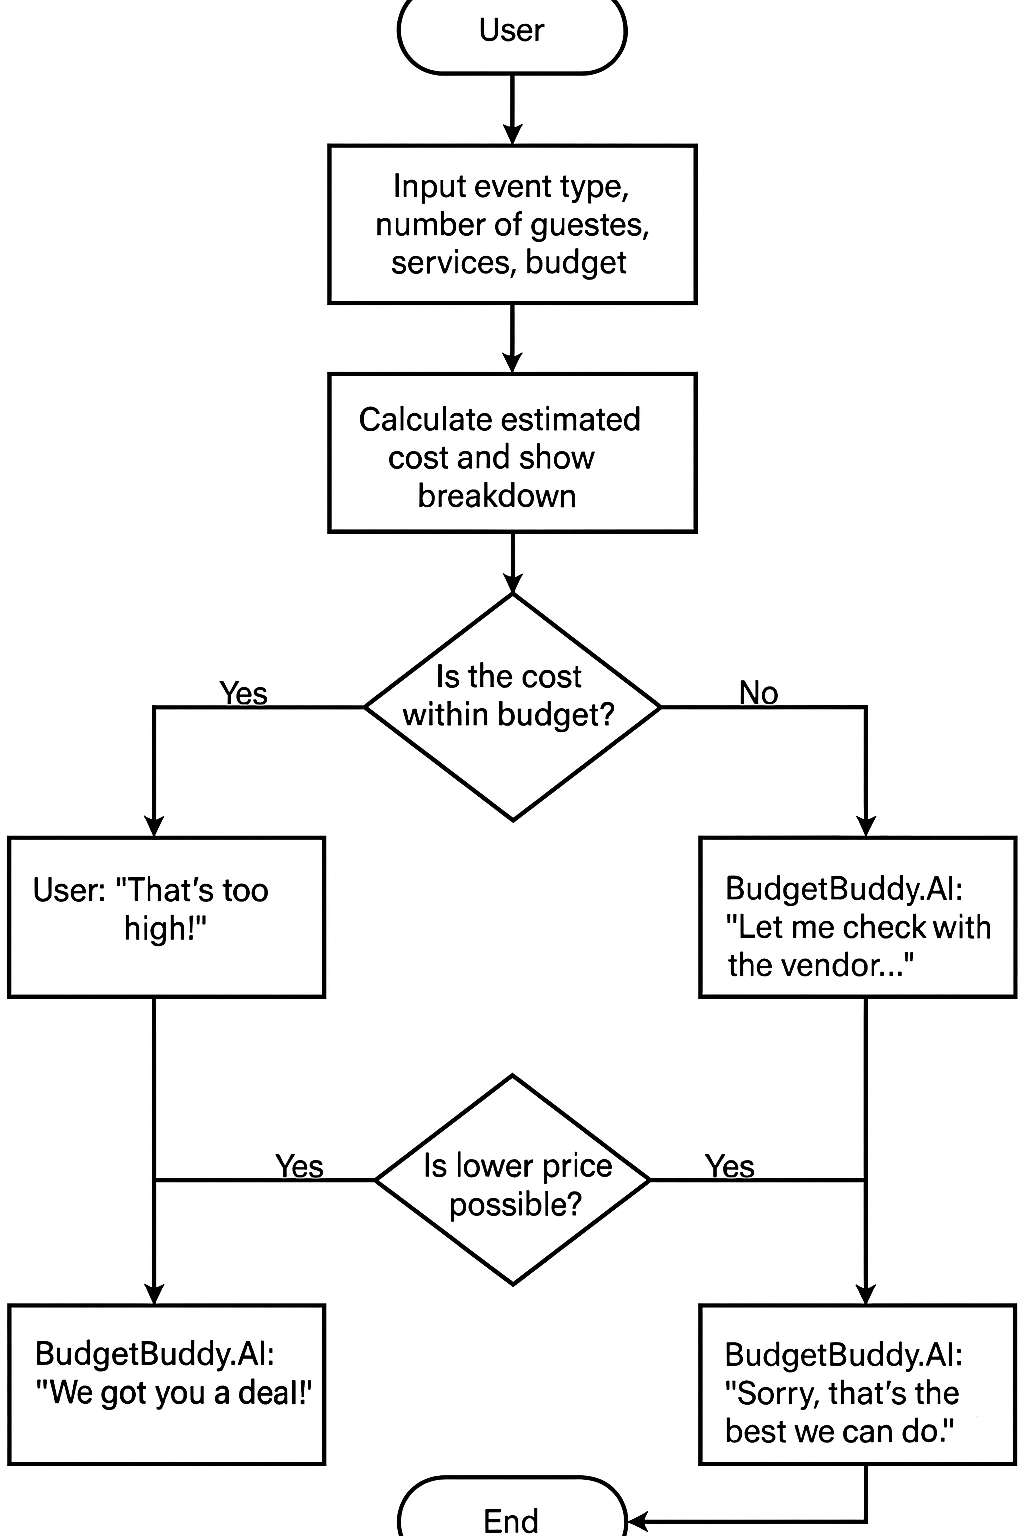 User
Input event type,
number of guestes,
services, budget
Calculate estimated
cost and show
breakdown
Is the cost
within budget?
Yes
No
User: "That's too
high!"
BudgetBuddy.AI:
"Let me check with
the vendor..."
Is lower price
possible?
Yes
Yes
BudgetBuddy.AI:
"We got you a deal!'
BudgetBuddy.AI:
"Sorry, that's the
best we can do."
End